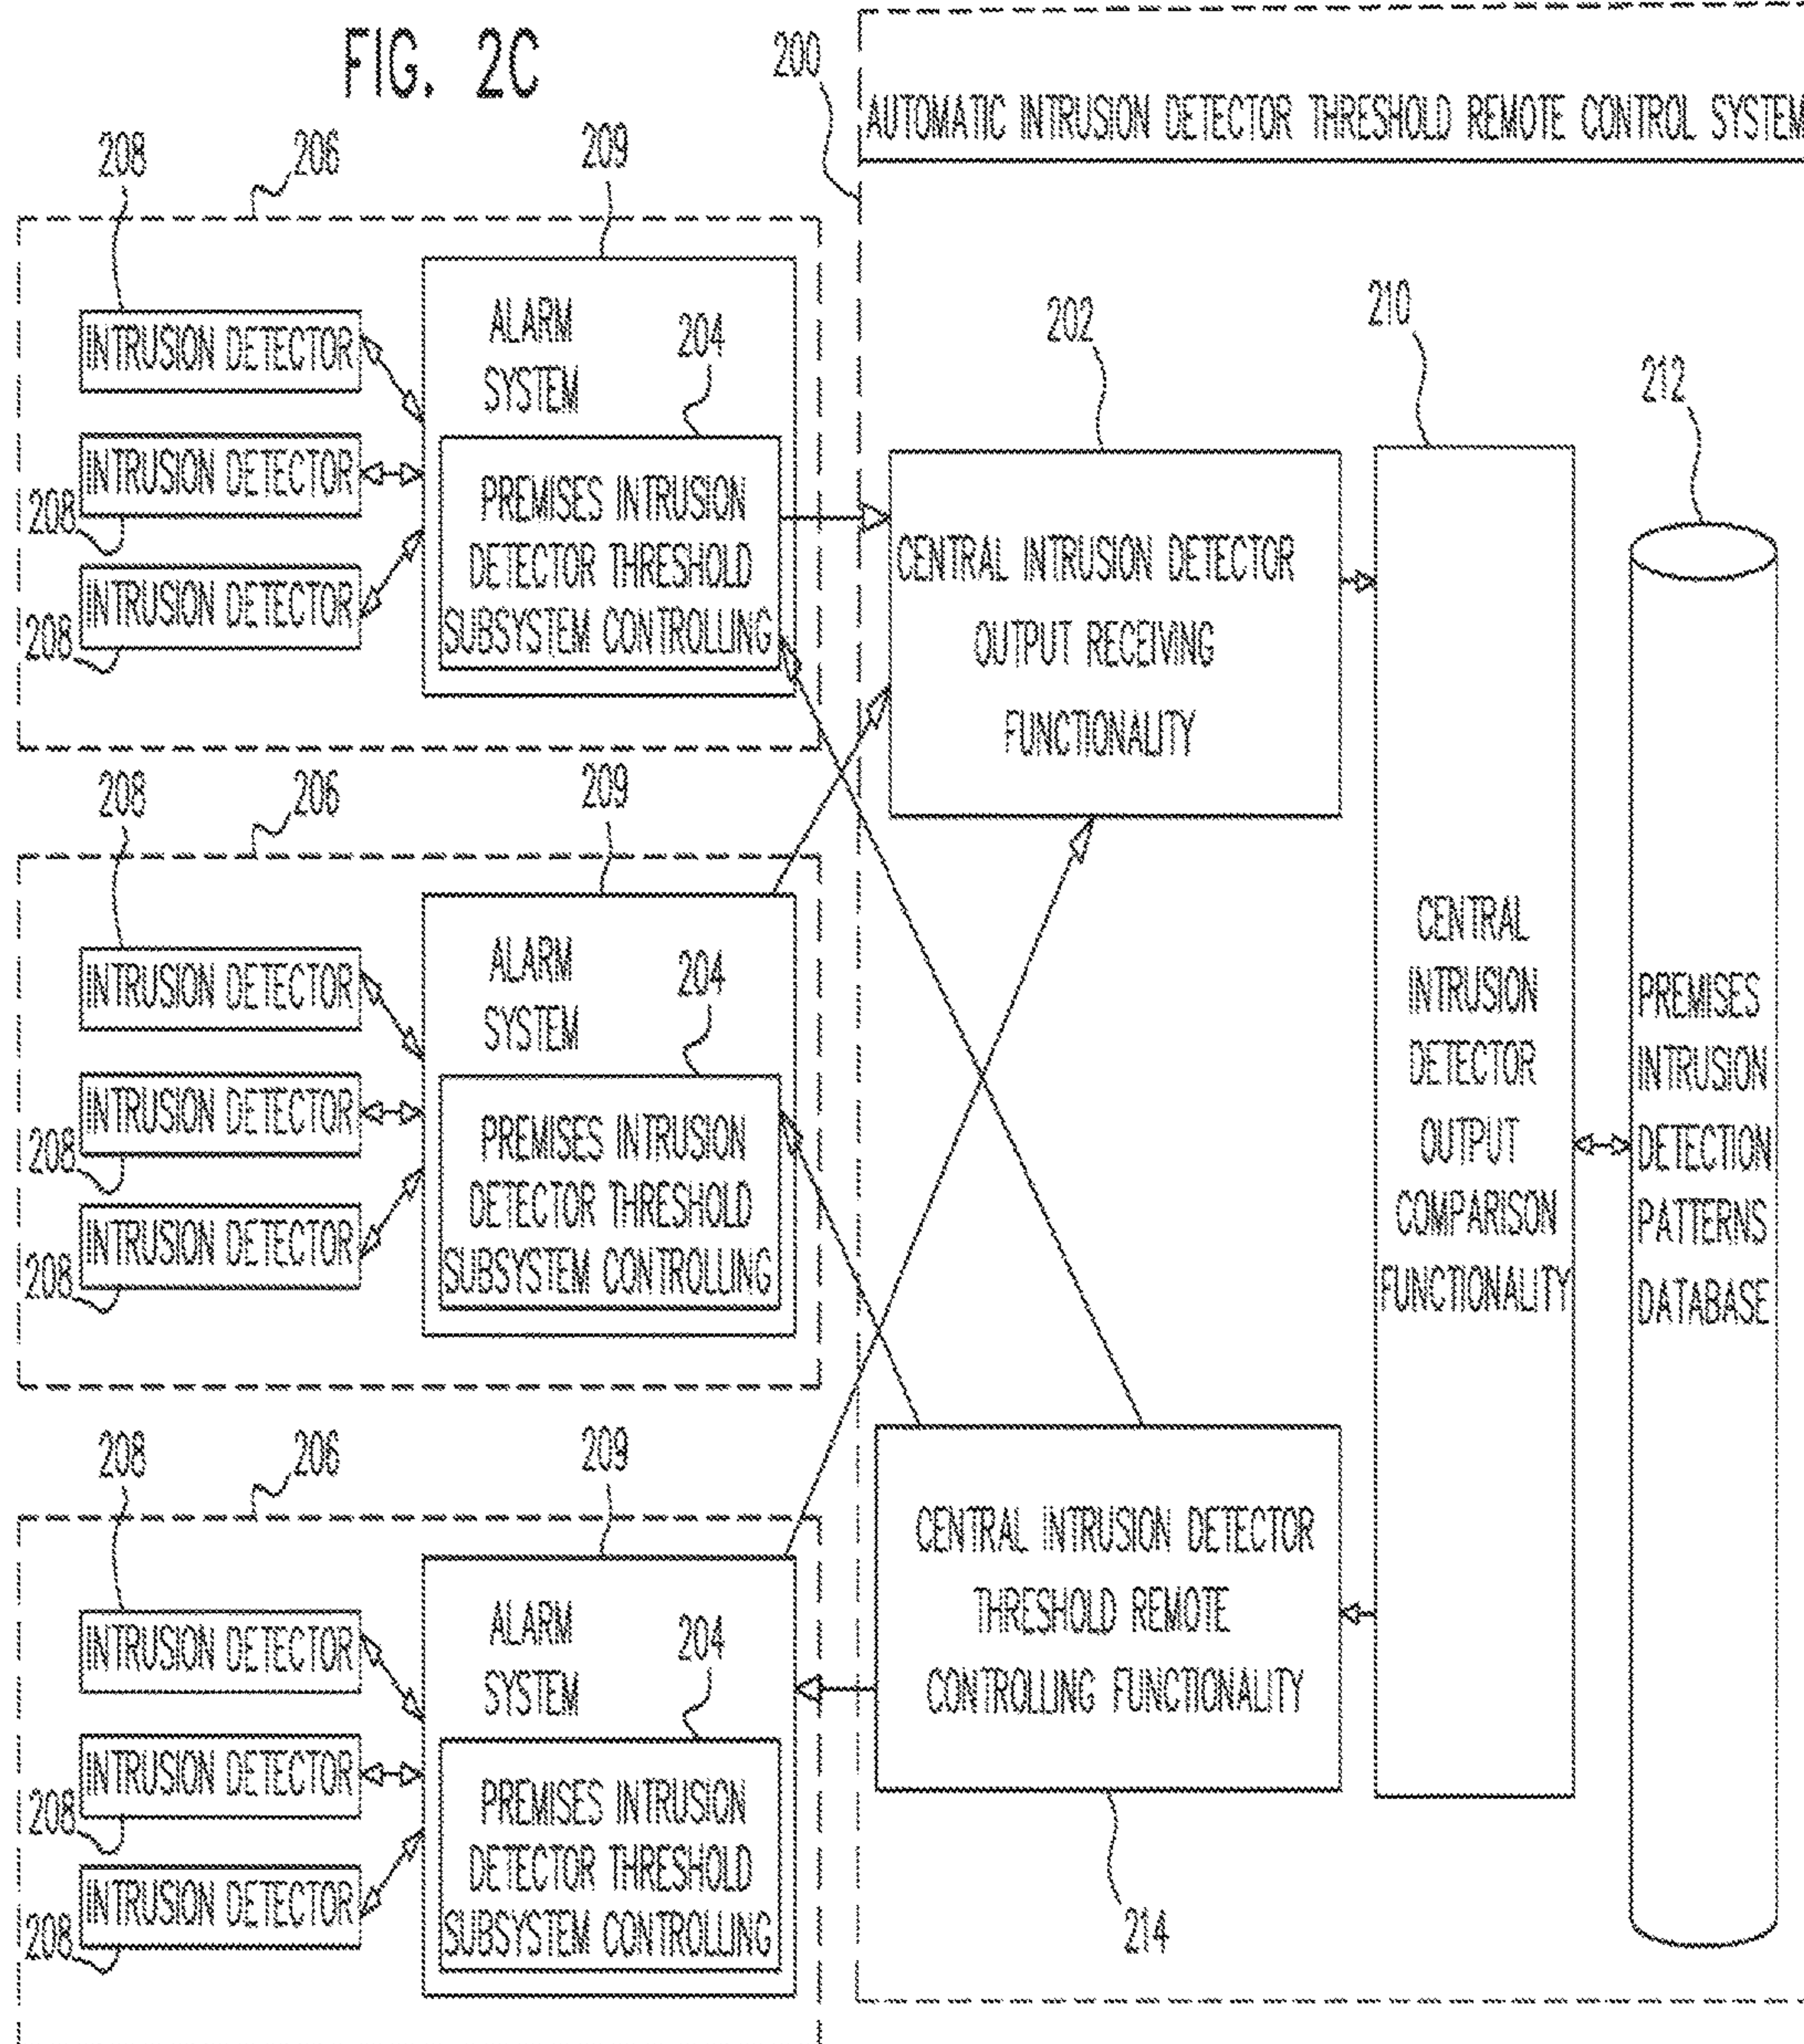 FIG. 2C
200
AUTOMATIC INTRUSION DETECTOR THRESHOLD REMOTE CONTROL SYSTEM
208
206
209
INTRUSION DETECTOR
INTRUSION DETECTOR
208
INTRUSION DETECTOR
208
ALARM
SYSTEM
204
PREMISES INTRUSION
DETECTOR THRESHOLD
SUBSYSTEM CONTROLLING
208
206
209
INTRUSION DETECTOR
INTRUSION DETECTOR
208
INTRUSION DETECTOR
208
ALARM
SYSTEM
204
PREMISES INTRUSION
DETECTOR THRESHOLD
SUBSYSTEM CONTROLLING
208
206
209
INTRUSION DETECTOR
INTRUSION DETECTOR
208
INTRUSION DETECTOR
208
ALARM
SYSTEM
204
PREMISES INTRUSION
DETECTOR THRESHOLD
SUBSYSTEM CONTROLLING
202
CENTRAL INTRUSION DETECTOR
OUTPUT RECEIVING
FUNCTIONALITY
CENTRAL INTRUSION DETECTOR
THRESHOLD REMOTE
CONTROLLING FUNCTIONALITY
214
210
CENTRAL
INTRUSION
DETECTOR
OUTPUT
COMPARISON
FUNCTIONALITY
212
PREMISES
INTRUSION
DETECTION
PATTERNS
DATABASE